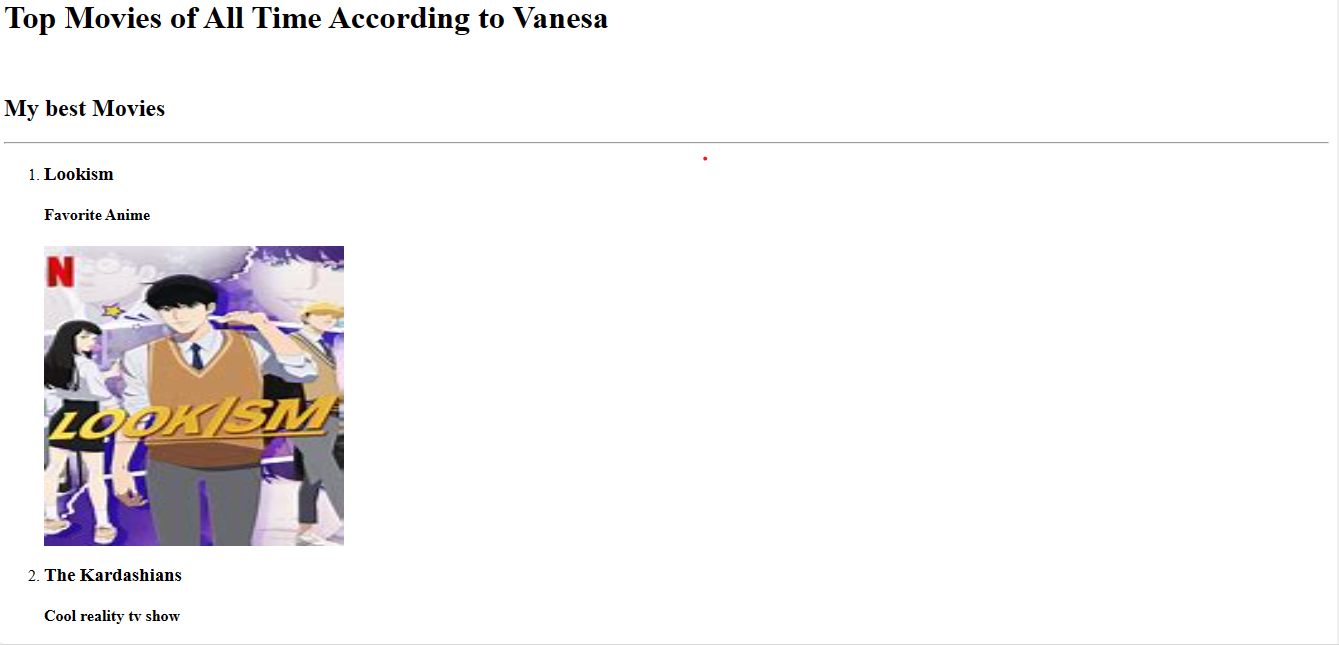 Top Movies of All Time According to Vanesa
My best Movies
1. Lookism
Favorite Anime
N
LOOKISM
2. The Kardashians
Cool reality tv show